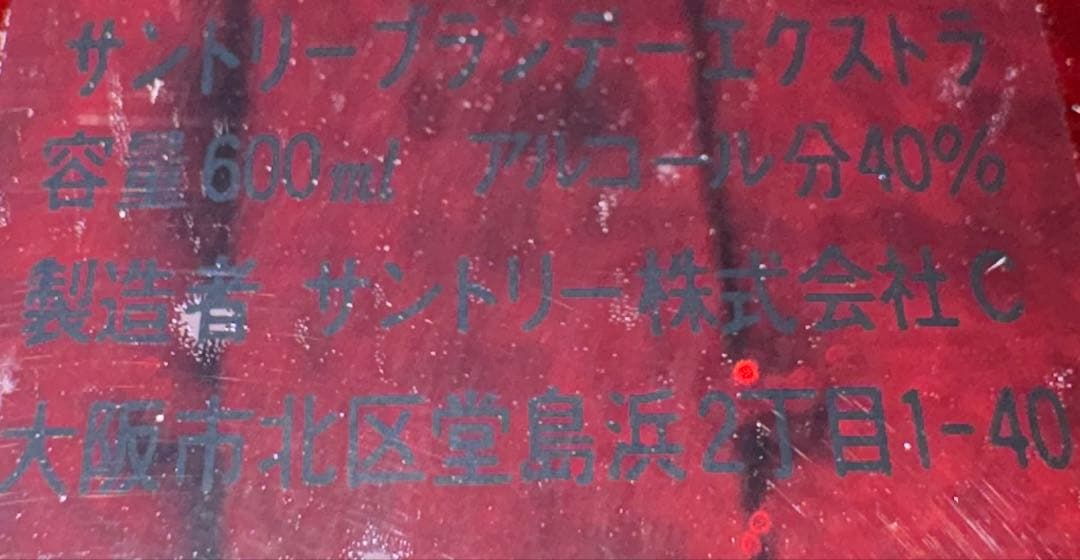 サントリーブランデーエクストラ
容量600ml アルコール分40%
製造者 サントリー株式会社C
大阪市北区堂島浜2丁目1-40